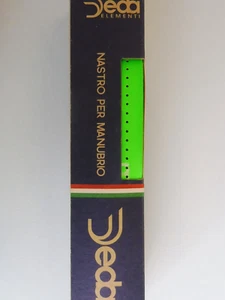 Deda
ELEMENTI
NASTRO PER MANUBRIO
Deda